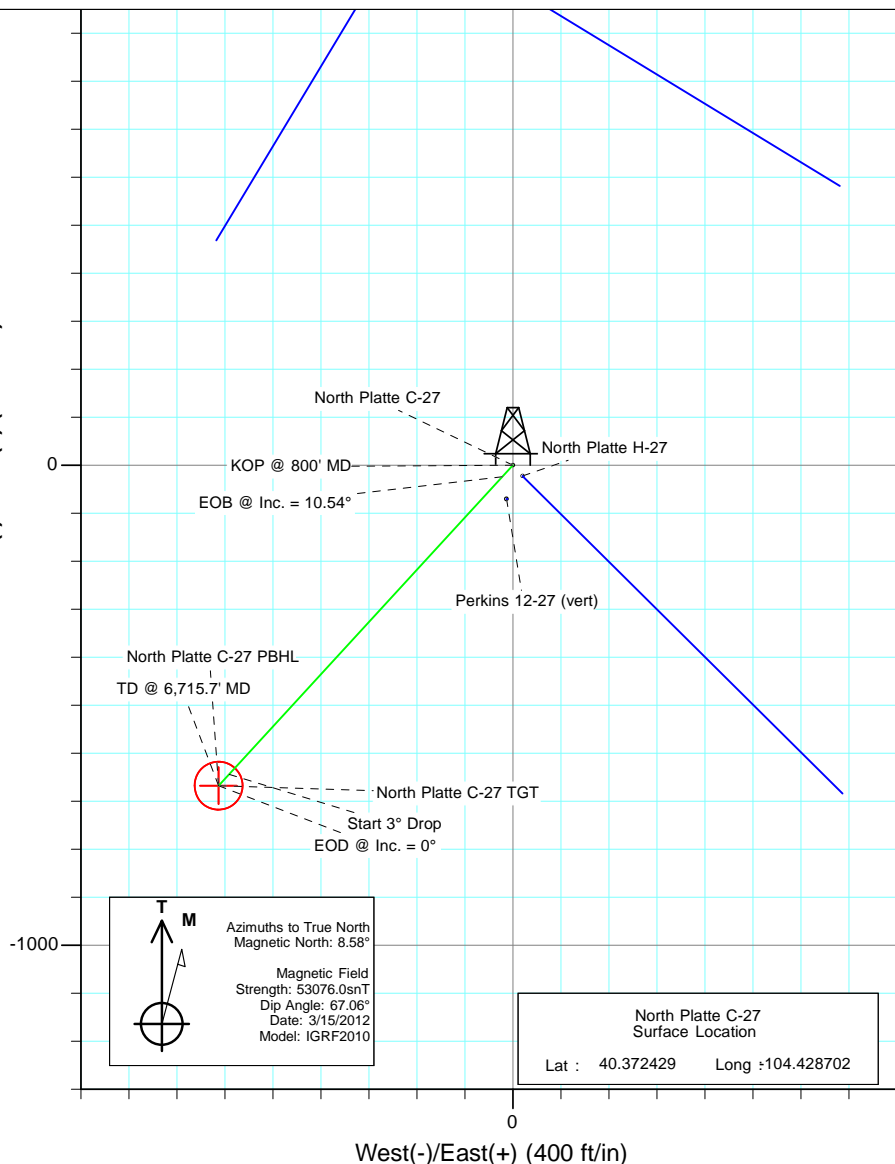 North Platte C-27
North Platte H-27
0
KOP @ 800' MD
EOB @ Inc. = 10.54°
Perkins 12-27 (vert)
North Platte C-27 PBHL
TD @ 6,715.7' MD
North Platte C-27 TGT
Start 3° Drop
EOD @ Inc. = 0°
-1000
T
M
Azimuths to True North
Magnetic North: 8.58°
Magnetic Field
Strength: 53076.0snT
Dip Angle: 67.06°
Date: 3/15/2012
Model: IGRF2010
North Platte C-27
Surface Location
Lat : 40.372429 Long :-104.428702
0
West(-)/East(+) (400 ft/in)